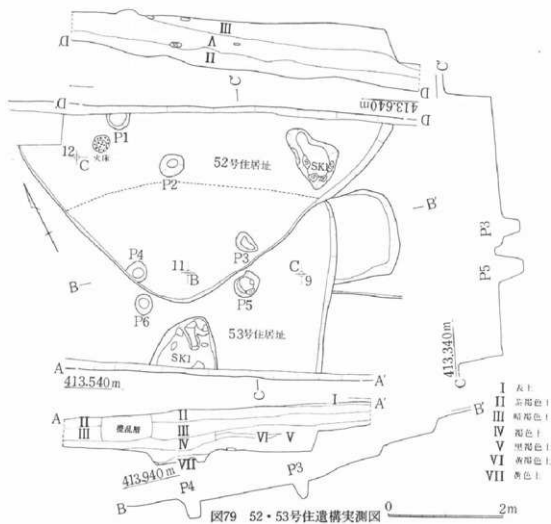 III
V
II
D
D'
C'
413.640m
D
D'
C
P1
12
C
火床
52号住居址
SK1
P2
B'
P3
P4
11
B
P3
C
9
P5
P5
B
P6
53号住居址
SK1
413.340m
C
A
A'
413.540m
C
I
A'
A
II
II
III
III
攪乱層
IV
VI
V
VII
B'
413.940m
P4
P3
B
I 表土
II 茶褐色土
III 暗褐色土
IV 褐色土
V 黒褐色土
VI 黄褐色土
VII 黄色土
図79 52・53号住遺構実測図
0 2m